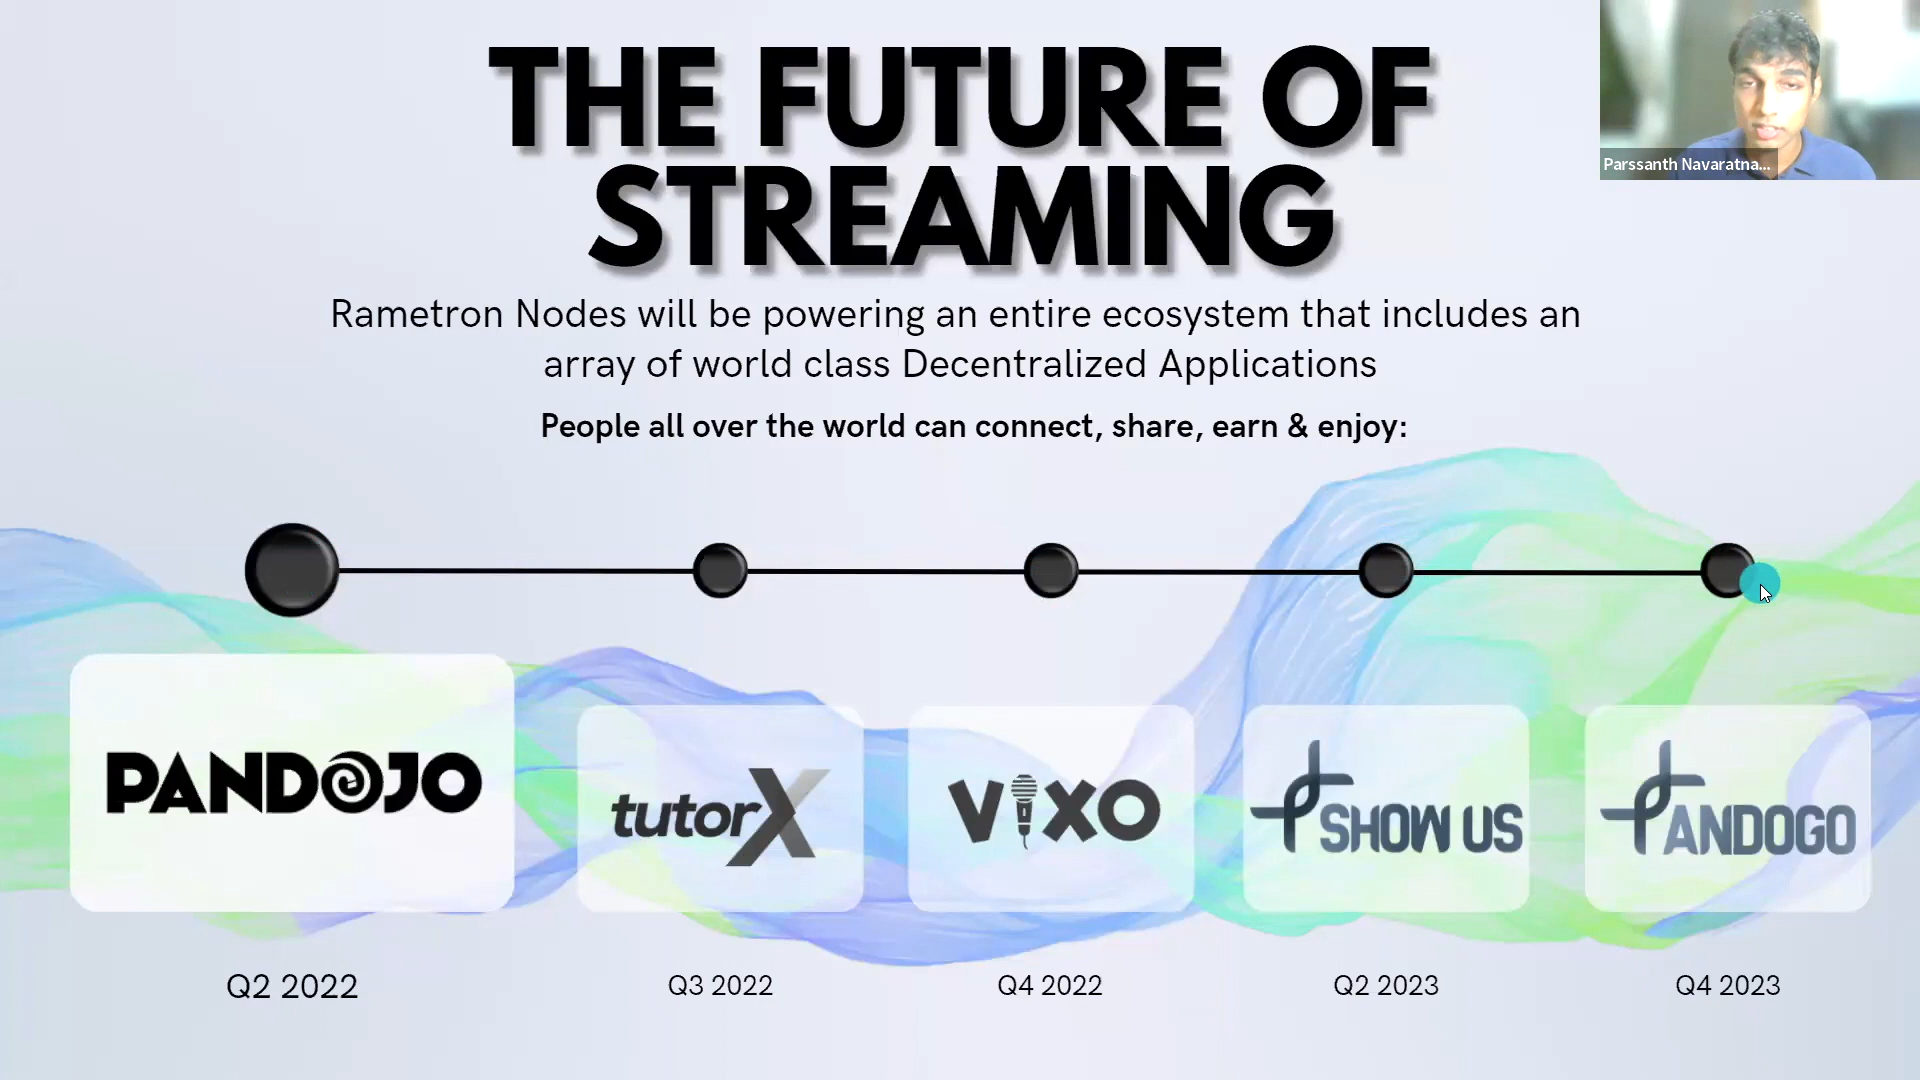 THE FUTURE OF
STREAMING
Parssanth Navaratna...
Rametron Nodes will be powering an entire ecosystem that includes an
array of world class Decentralized Applications
People all over the world can connect, share, earn & enjoy:
PANDOJO
tutorX
VIXO
SHOW US
PANDOGO
Q2 2022
Q3 2022
Q4 2022
Q2 2023
Q4 2023